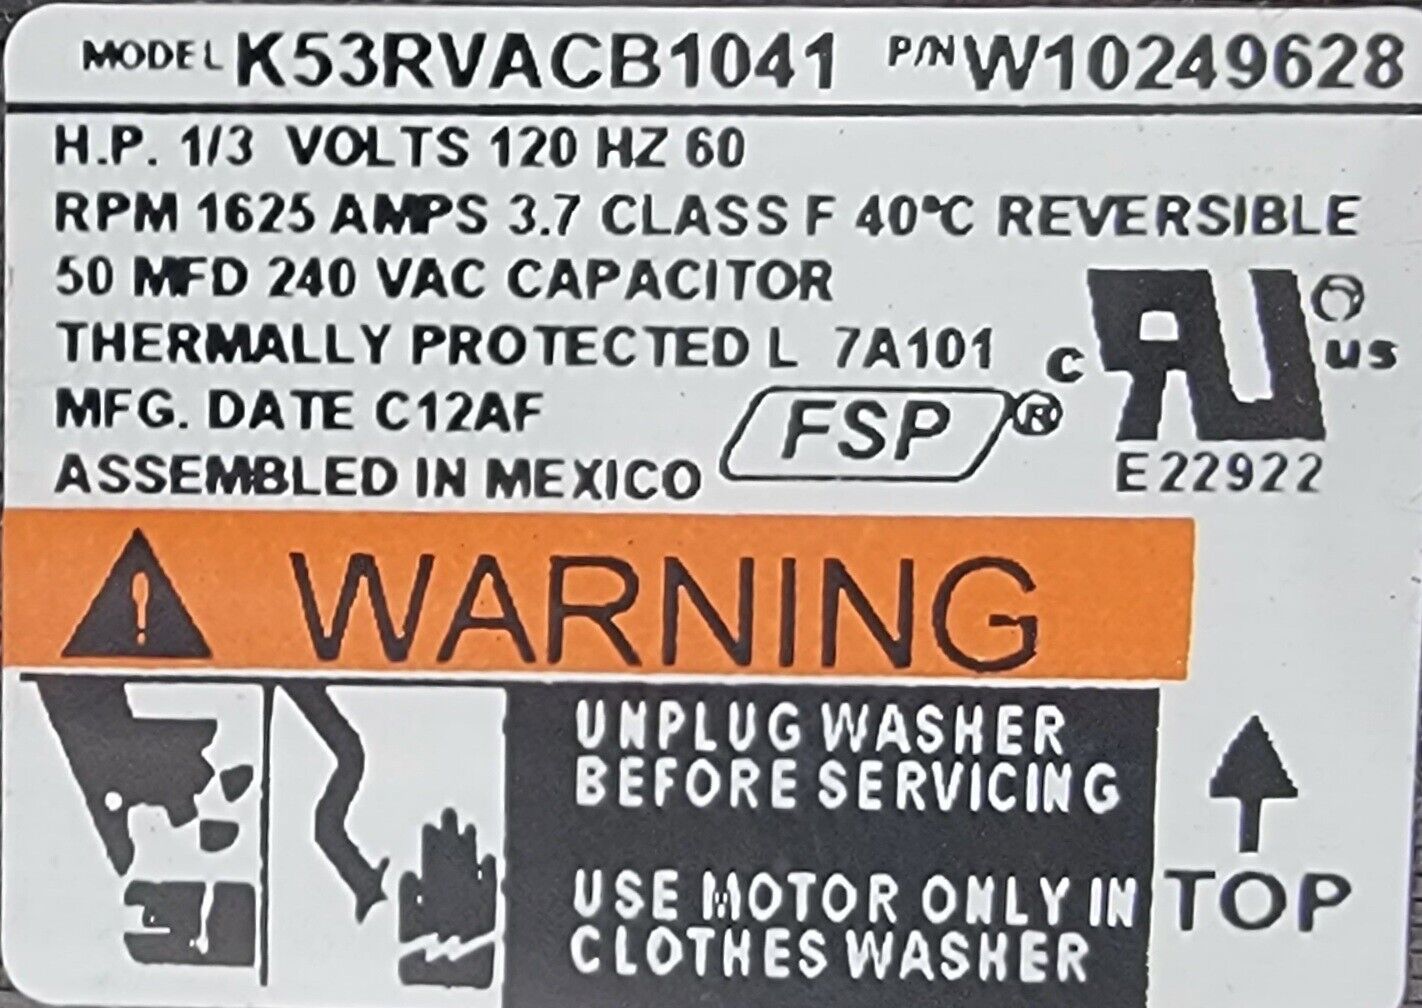 MODEL K53RVACB1041 P/N W10249628
H.P. 1/3 VOLTS 120 HZ 60
RPM 1625 AMPS 3.7 CLASS F 40°C REVERSIBLE
50 MFD 240 VAC CAPACITOR
THERMALLY PROTECTED L 7A101
MFG. DATE C12AF
ASSEMBLED IN MEXICO
FSP®
c RU us
E22922
! WARNING
UNPLUG WASHER
BEFORE SERVICING
USE MOTOR ONLY IN
CLOTHES WASHER
TOP